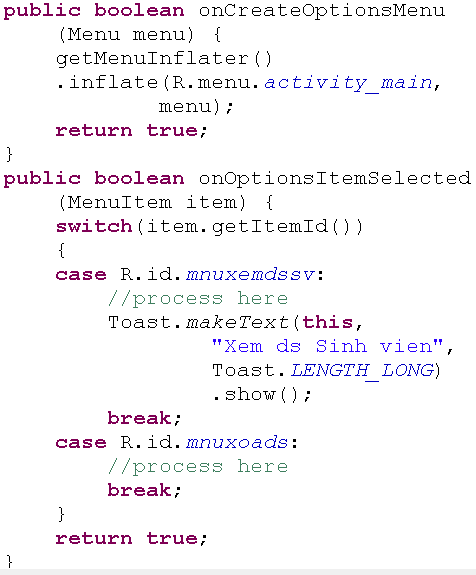 public boolean onCreateOptionsMenu
    (Menu menu) {
    getMenuInflater()
    .inflate(R.menu.activity_main,
            menu);
    return true;
}
public boolean onOptionsItemSelected
    (MenuItem item) {
    switch(item.getItemId())
    {
    case R.id.mnuxemdssv:
        //process here
        Toast.makeText(this,
                "Xem ds Sinh vien",
                Toast.LENGTH_LONG)
                .show();
        break;
    case R.id.mnuxoads:
        //process here
        break;
    }
    return true;
}